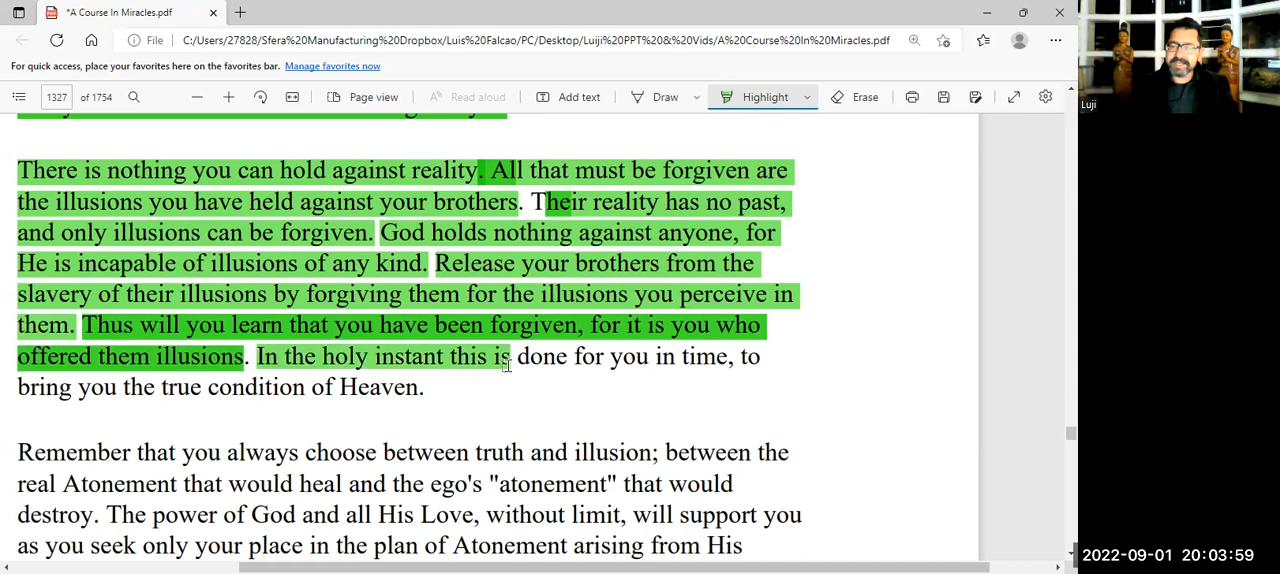 *A Course In Miracles.pdf
File C:/Users/27828/Sfera%20Manufacturing%20Dropbox/Luis%20Falcao/PC/Desktop/Luiji%20PPT%20&%20Vids/A%20Course%20In%20Miracles.pdf
For quick access, place your favorites here on the favorites bar. Manage favorites now
1327 of 1754 Page view Read aloud Add text Draw Highlight Erase
Luji
There is nothing you can hold against reality. All that must be forgiven are
the illusions you have held against your brothers. Their reality has no past,
and only illusions can be forgiven. God holds nothing against anyone, for
He is incapable of illusions of any kind. Release your brothers from the
slavery of their illusions by forgiving them for the illusions you perceive in
them. Thus will you learn that you have been forgiven, for it is you who
offered them illusions. In the holy instant this is done for you in time, to
bring you the true condition of Heaven.
Remember that you always choose between truth and illusion; between the
real Atonement that would heal and the ego's "atonement" that would
destroy. The power of God and all His Love, without limit, will support you
as you seek only your place in the plan of Atonement arising from His
2022-09-01 20:03:59